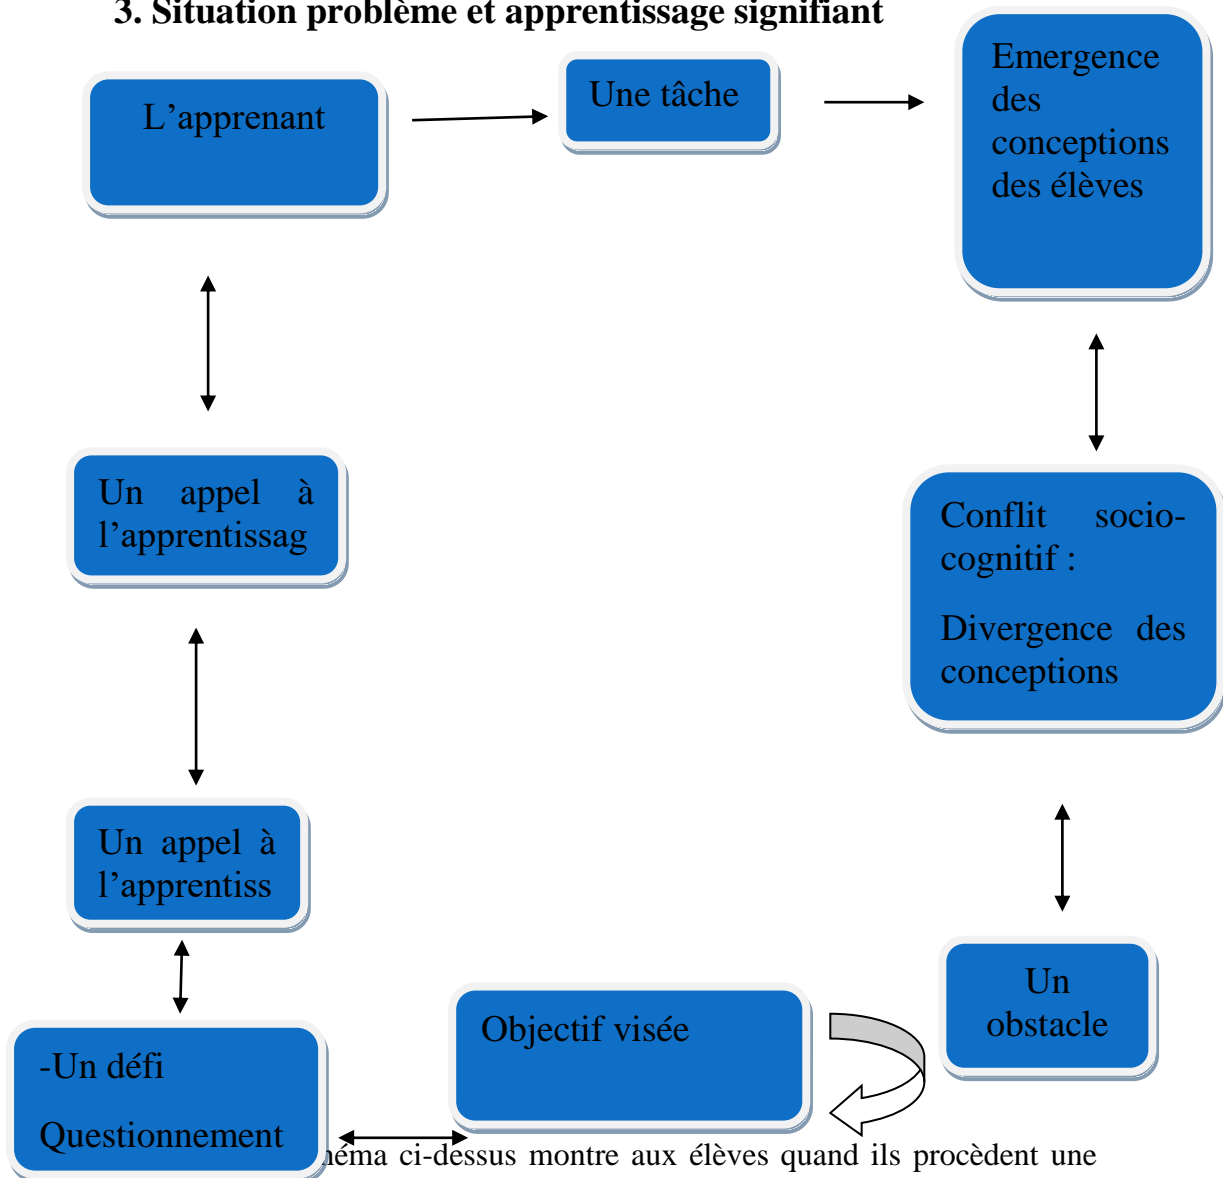 3. Situation problème et apprentissage signifiant
L’apprenant
Une tâche
Emergence
des
conceptions
des élèves
Un appel à
l’apprentissag
Conflit socio-
cognitif :
Divergence des
conceptions
Un appel à
l’apprentiss
Un
obstacle
Objectif visée
-Un défi
Questionnement
ci-dessus montre aux élèves quand ils procèdent une